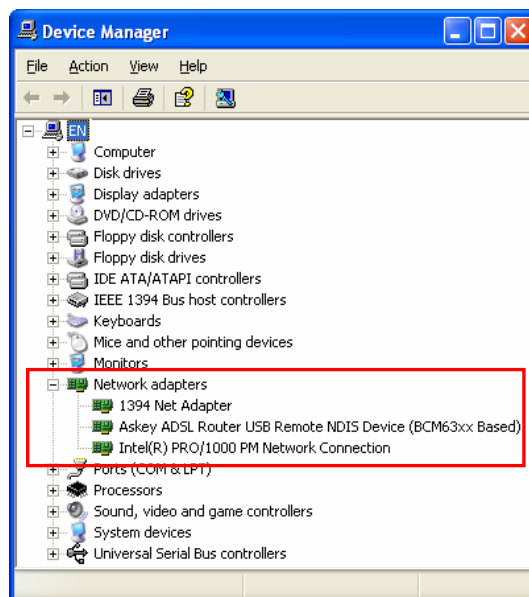 Device Manager
File Action View Help
EN
Computer
Disk drives
Display adapters
DVD/CD-ROM drives
Floppy disk controllers
Floppy disk drives
IDE ATA/ATAPI controllers
IEEE 1394 Bus host controllers
Keyboards
Mice and other pointing devices
Monitors
Network adapters
1394 Net Adapter
Askey ADSL Router USB Remote NDIS Device (BCM63xx Based)
Intel(R) PRO/1000 PM Network Connection
Ports (COM & LPT)
Processors
Sound, video and game controllers
System devices
Universal Serial Bus controllers